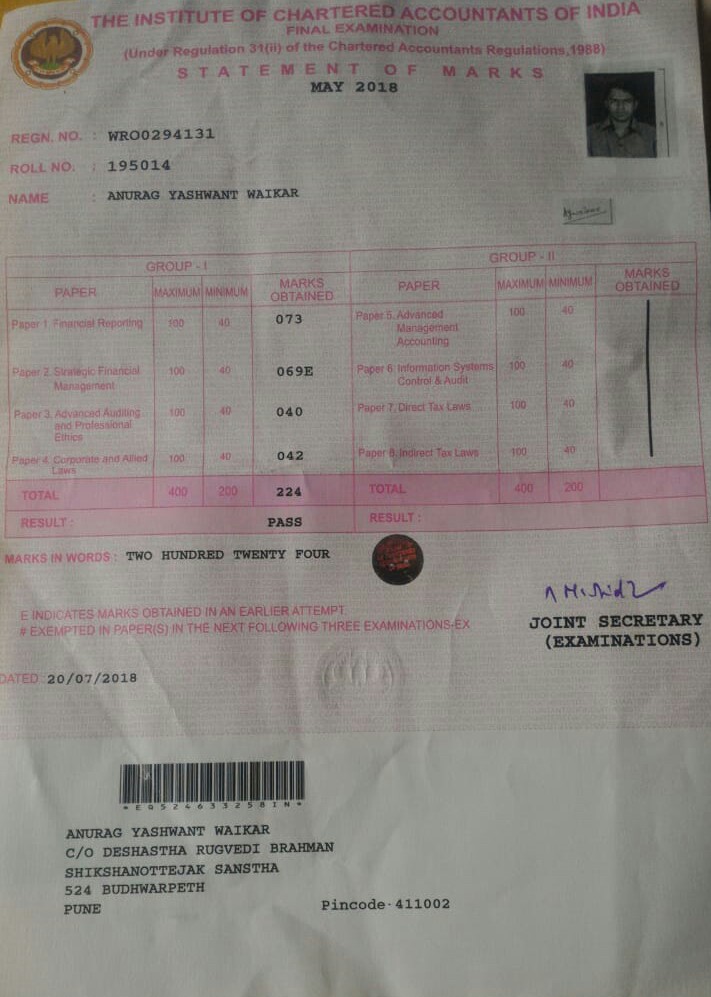 THE INSTITUTE OF CHARTERED ACCOUNTANTS OF INDIA
FINAL EXAMINATION
(Under Regulation 31(ii) of the Chartered Accountants Regulations,1988)
STATEMENT OF MARKS
MAY 2018
REGN. NO. : WRO0294131
ROLL NO. : 195014
NAME : ANURAG YASHWANT WAIKAR
GROUP - I GROUP - II
PAPER MAXIMUM MINIMUM MARKS OBTAINED PAPER MAXIMUM MINIMUM MARKS OBTAINED
Paper 1. Financial Reporting 100 40 073
Paper 5. Advanced Management Accounting 100 40
Paper 2. Strategic Financial Management 100 40 069E
Paper 6. Information Systems Control & Audit 100 40
Paper 3. Advanced Auditing and Professional Ethics 100 40 040
Paper 7. Direct Tax Laws 100 40
Paper 4. Corporate and Allied Laws 100 40 042
Paper 8. Indirect Tax Laws 100 40
TOTAL 400 200 224 TOTAL 400 200
RESULT : PASS RESULT :
MARKS IN WORDS : TWO HUNDRED TWENTY FOUR
E INDICATES MARKS OBTAINED IN AN EARLIER ATTEMPT
# EXEMPTED IN PAPER(S) IN THE NEXT FOLLOWING THREE EXAMINATIONS-EX
JOINT SECRETARY
(EXAMINATIONS)
DATED :20/07/2018
*EQ524633258IN*
ANURAG YASHWANT WAIKAR
C/O DESHASTHA RUGVEDI BRAHMAN
SHIKSHANOTTEJAK SANSTHA
524 BUDHWARPETH
PUNE Pincode-411002